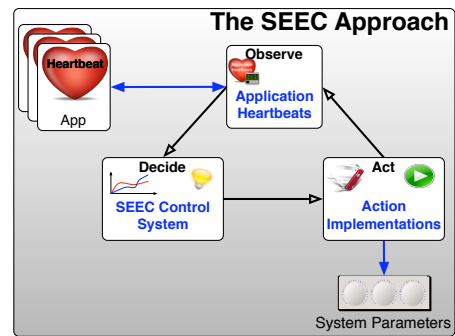 The SEEC Approach
Heartbeat
App
Observe
Application
Heartbeats
Decide
SEEC Control
System
Act
Action
Implementations
System Parameters